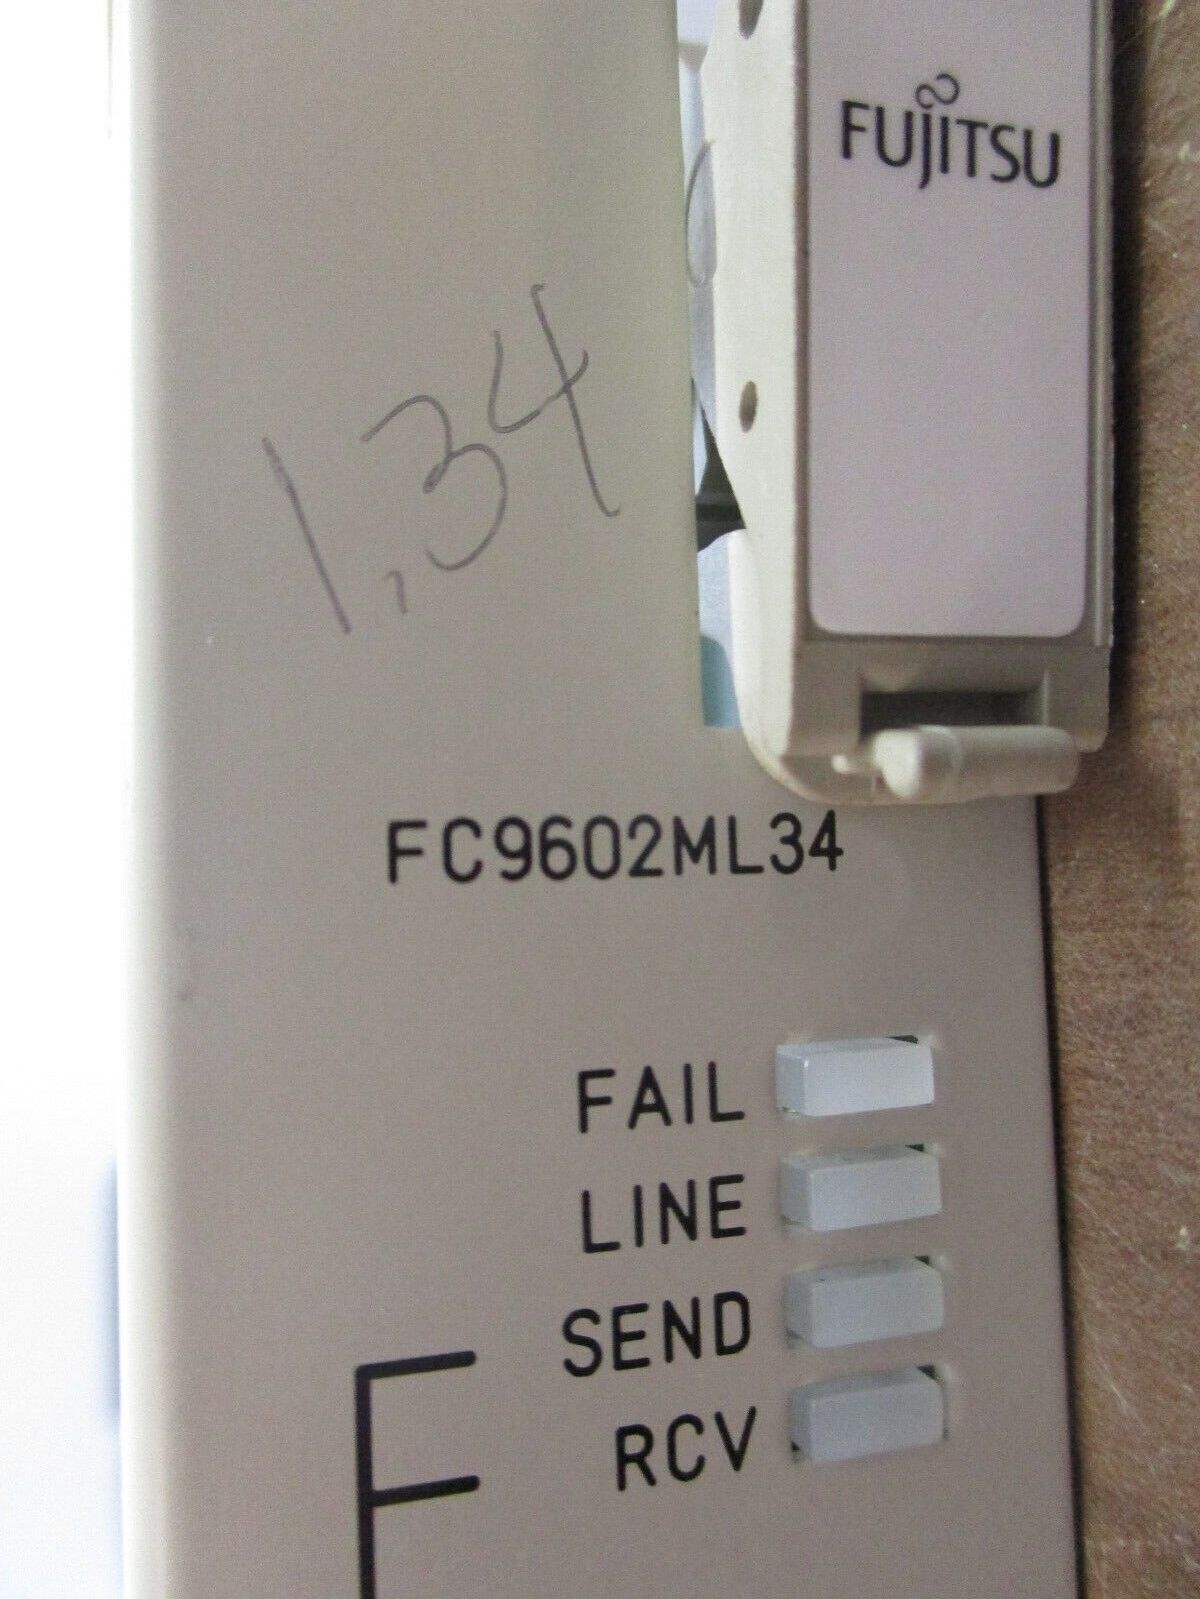 FUJITSU
1,34
FC9602ML34
FAIL
LINE
SEND
RCV